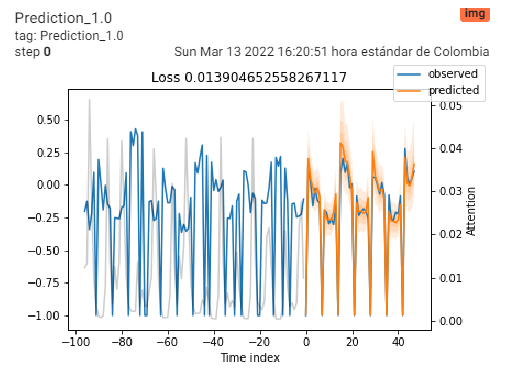 Prediction_1.0
img
tag: Prediction_1.0
step 0 Sun Mar 13 2022 16:20:51 hora estándar de Colombia
Loss 0.013904652558267117
observed
predicted
0.50
0.25
0.00
−0.25
−0.50
−0.75
−1.00
0.05
0.04
0.03
0.02
0.01
0.00
Attention
−100 −80 −60 −40 −20 0 20 40
Time index